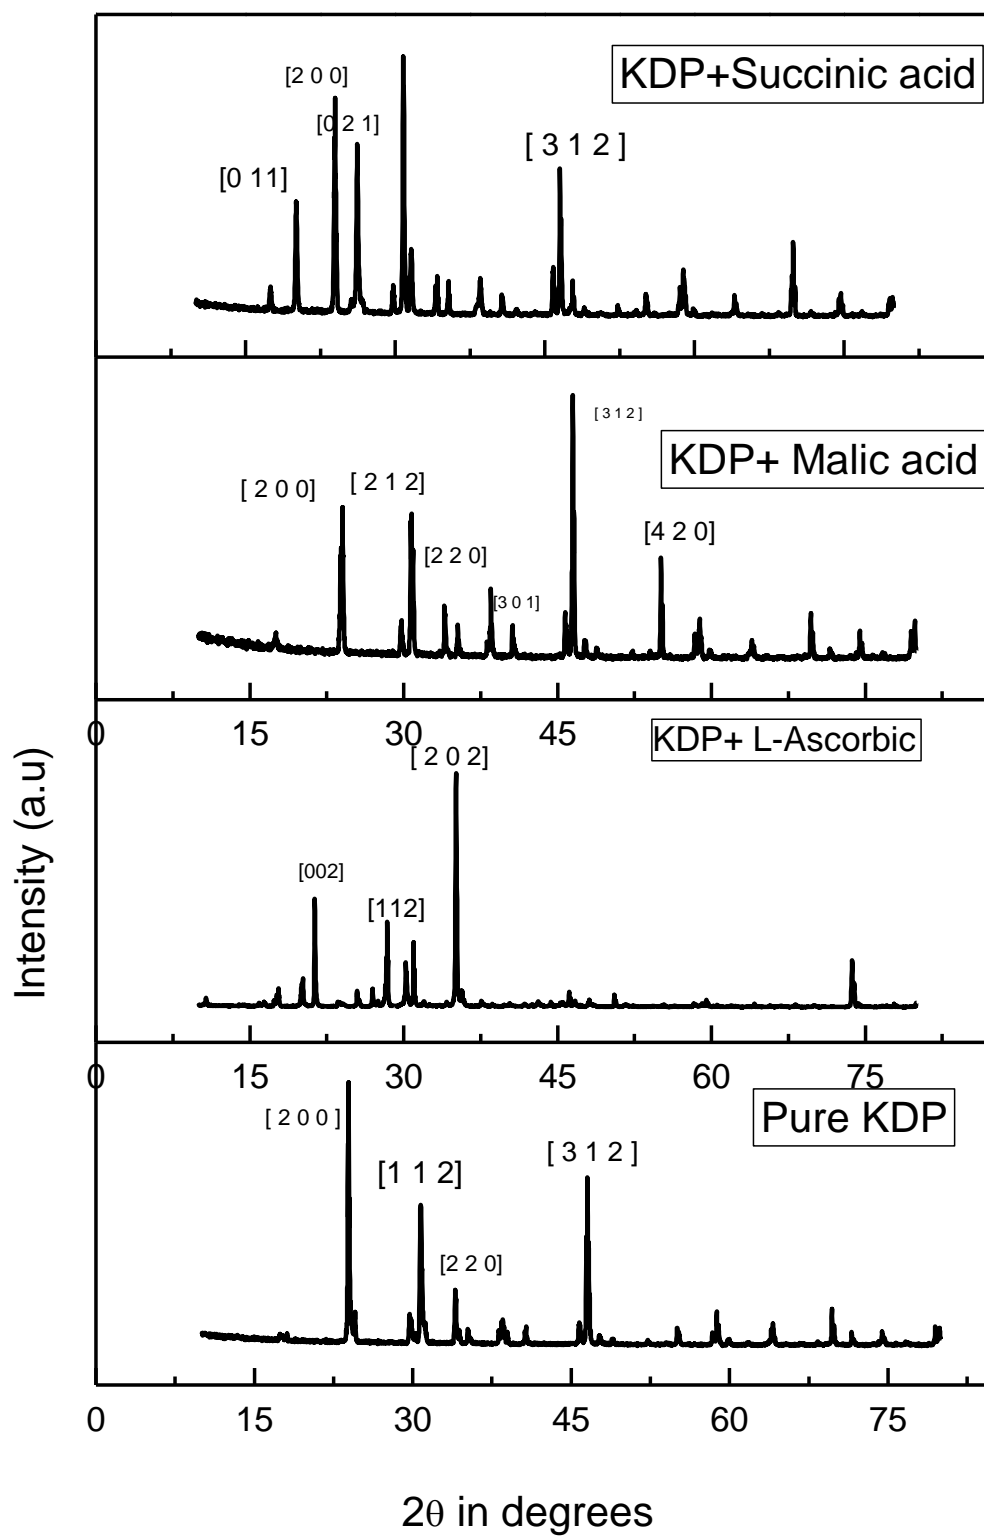 KDP+Succinic acid
[2 0 0]
[0 2 1]
[ 3 1 2 ]
[0 11]
[ 3 1 2 ]
KDP+ Malic acid
[ 2 0 0]
[ 2 1 2]
[4 2 0]
[2 2 0]
[3 0 1]
0 15 30 45
KDP+ L-Ascorbic
[ 2 0 2]
[002]
[112]
Intensity (a.u)
0 15 30 45 60 75
Pure KDP
[ 2 0 0 ]
[ 3 1 2 ]
[1 1 2]
[2 2 0]
0 15 30 45 60 75
2θ in degrees